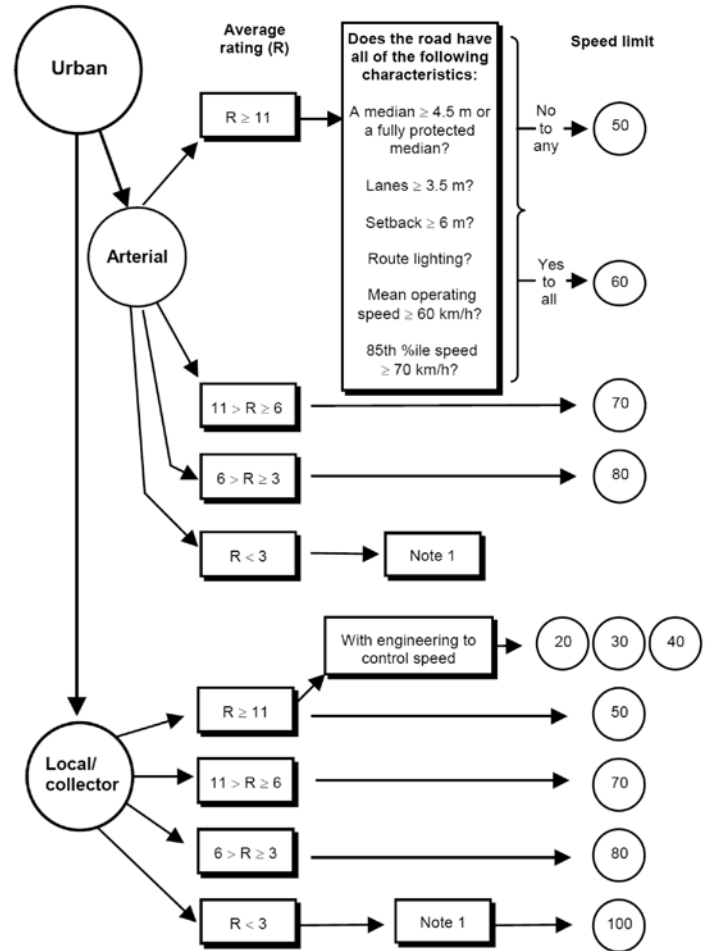 Urban
Average
rating (R)
Speed limit
Does the road have
all of the following
characteristics:
A median ≥ 4.5 m or
a fully protected
median?
Lanes ≥ 3.5 m?
Setback ≥ 6 m?
Route lighting?
Mean operating
speed ≥ 60 km/h?
85th %ile speed
≥ 70 km/h?
R ≥ 11
No
to
any
50
Arterial
Yes
to
all
60
11 > R ≥ 6
70
6 > R ≥ 3
80
R < 3
Note 1
With engineering to
control speed
20
30
40
Local/
collector
R ≥ 11
50
11 > R ≥ 6
70
6 > R ≥ 3
80
R < 3
Note 1
100